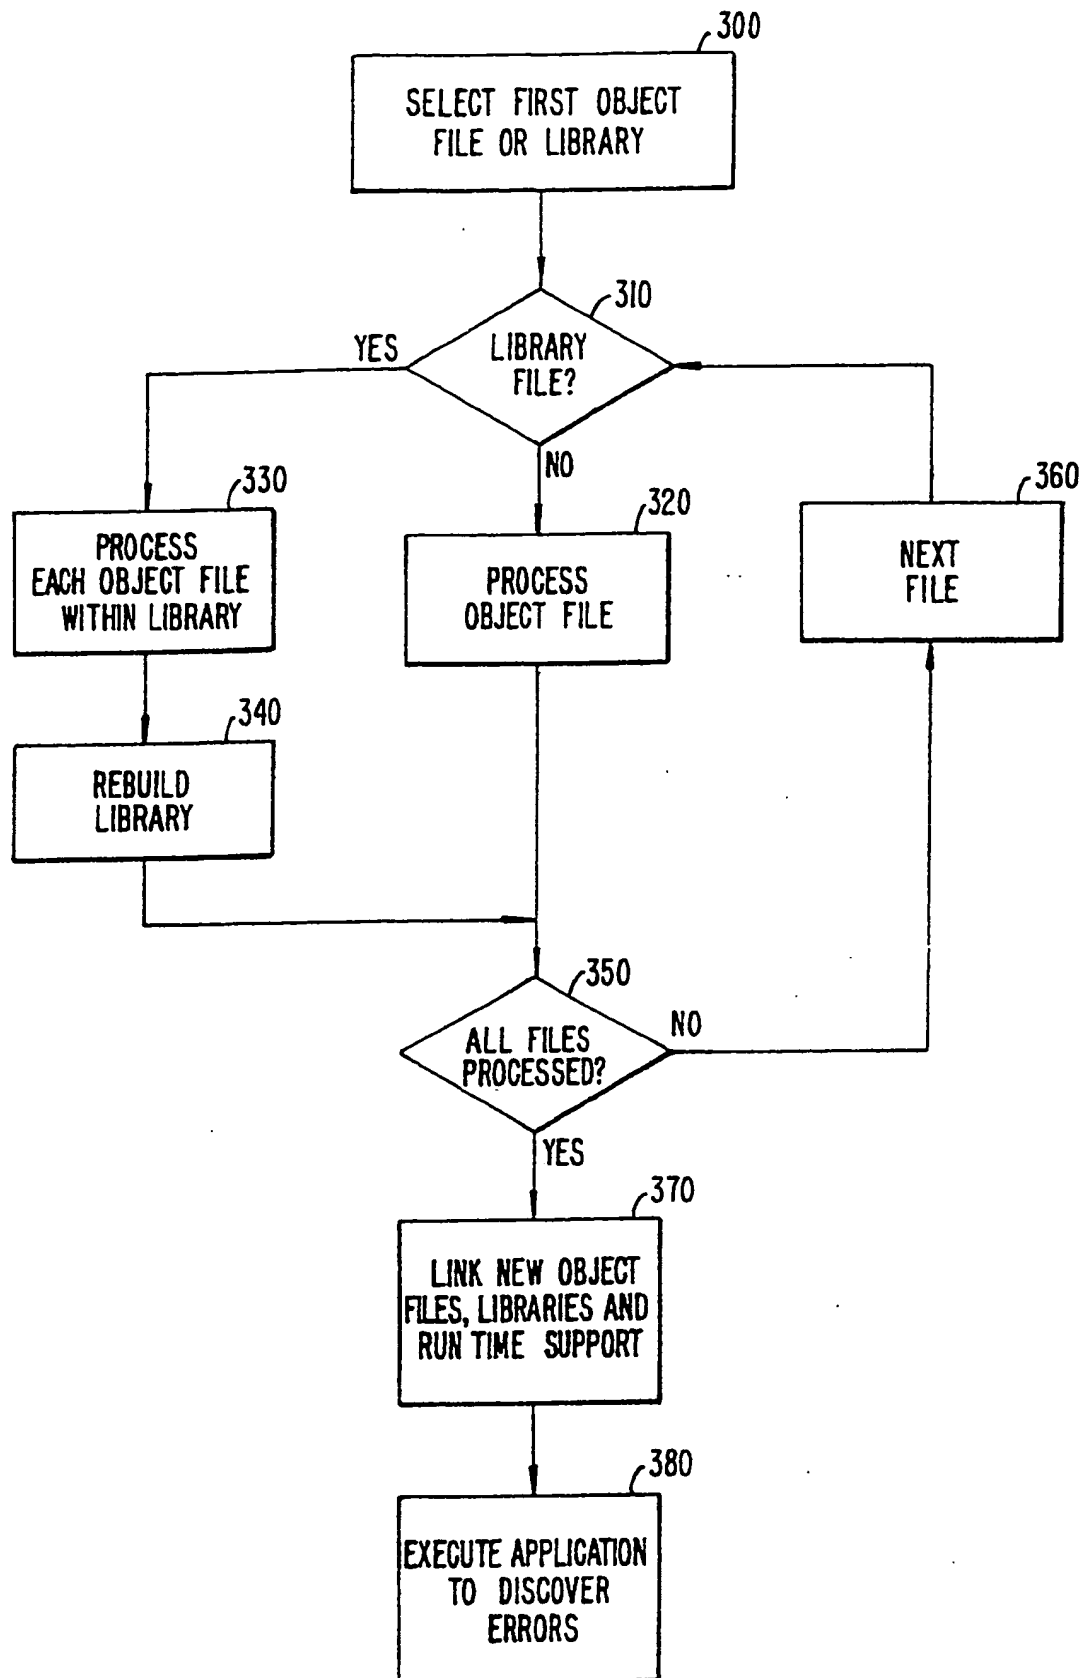 300
SELECT FIRST OBJECT
FILE OR LIBRARY
310
YES
LIBRARY
FILE?
NO
330
PROCESS
EACH OBJECT FILE
WITHIN LIBRARY
320
PROCESS
OBJECT FILE
360
NEXT
FILE
340
REBUILD
LIBRARY
350
ALL FILES
PROCESSED?
NO
YES
370
LINK NEW OBJECT
FILES, LIBRARIES AND
RUN TIME SUPPORT
380
EXECUTE APPLICATION
TO DISCOVER
ERRORS